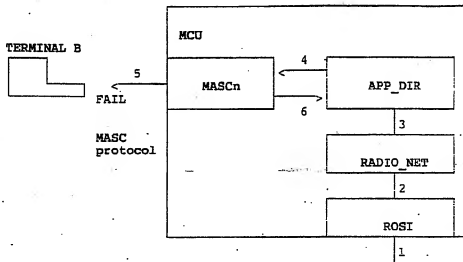 MCU
TERMINAL B
5
4
MASCn
APP_DIR
FAIL
6
MASC
protocol
3
RADIO_NET
2
ROSI
1